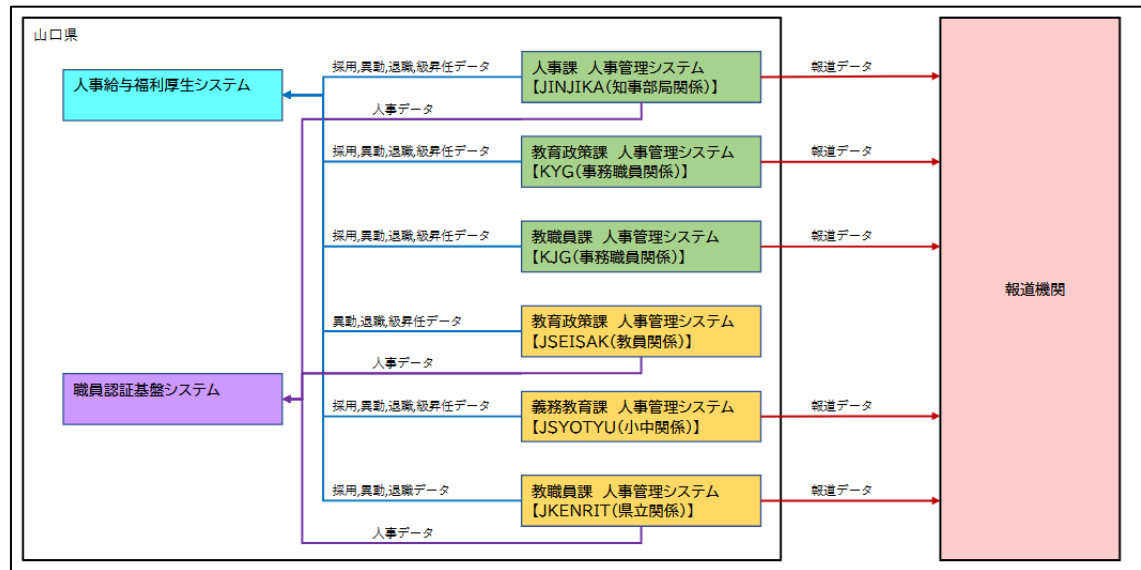 山口県
人事給与福利厚生システム
採用,異動,退職,級昇任データ
人事課 人事管理システム
【JINJIKA(知事部局関係)】
報道データ
人事データ
採用,異動,退職,級昇任データ
教育政策課 人事管理システム
【KYG(事務職員関係)】
報道データ
採用,異動,退職,級昇任データ
教職員課 人事管理システム
【KJG(事務職員関係)】
報道データ
報道機関
異動,退職,級昇任データ
教育政策課 人事管理システム
【JSEISAK(教員関係)】
人事データ
職員認証基盤システム
採用,異動,退職,級昇任データ
義務教育課 人事管理システム
【JSYOTYU(小中関係)】
報道データ
採用,異動,退職データ
教職員課 人事管理システム
【JKENRIT(県立関係)】
報道データ
人事データ